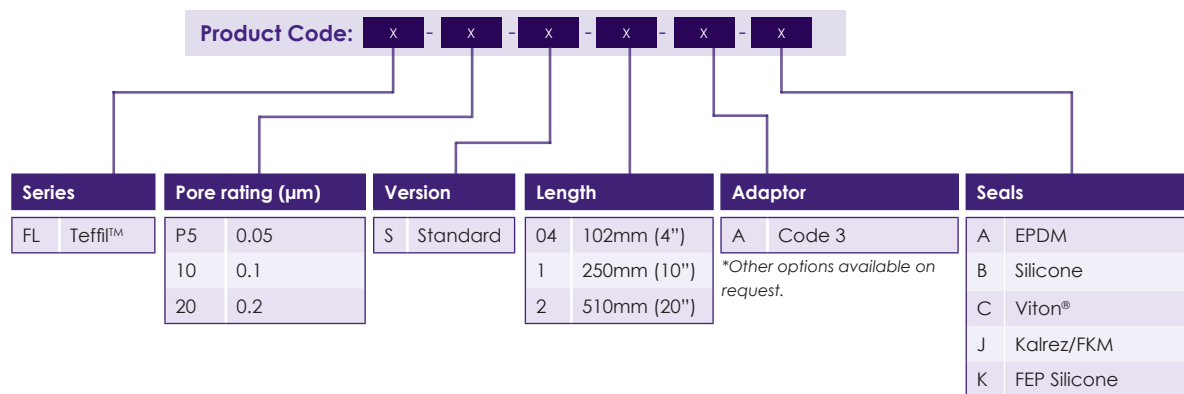 Product Code: X - X - X - X - X - X
Series
FL Teffil™
Pore rating (µm)
P5 0.05
10 0.1
20 0.2
Version
S Standard
Length
04 102mm (4”)
1 250mm (10”)
2 510mm (20”)
Adaptor
A Code 3
*Other options available on
request.
Seals
A EPDM
B Silicone
C Viton®
J Kalrez/FKM
K FEP Silicone